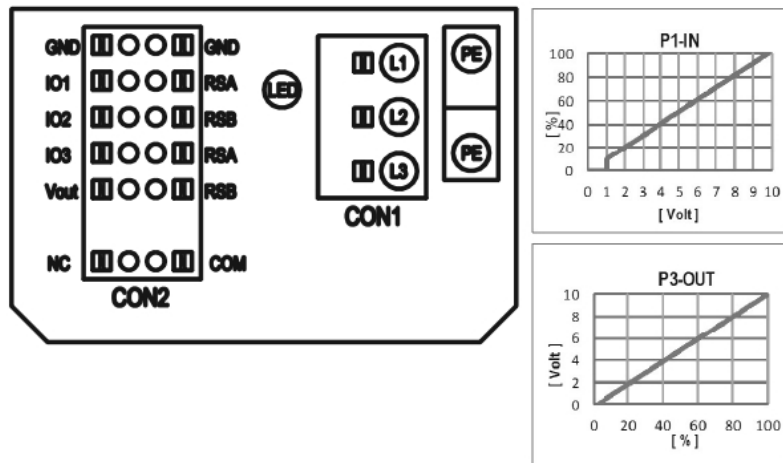 GND GND
IO1 RSA
IO2 RSB
IO3 RSA
Vout RSB
NC COM
CON2
LED
L1
L2
L3
CON1
PE
PE
P1-IN
[ %]
100
80
60
40
20
0
0 1 2 3 4 5 6 7 8 9 10
[ Volt ]
P3-OUT
[ Volt ]
10
8
6
4
2
0
0 20 40 60 80 100
[ % ]